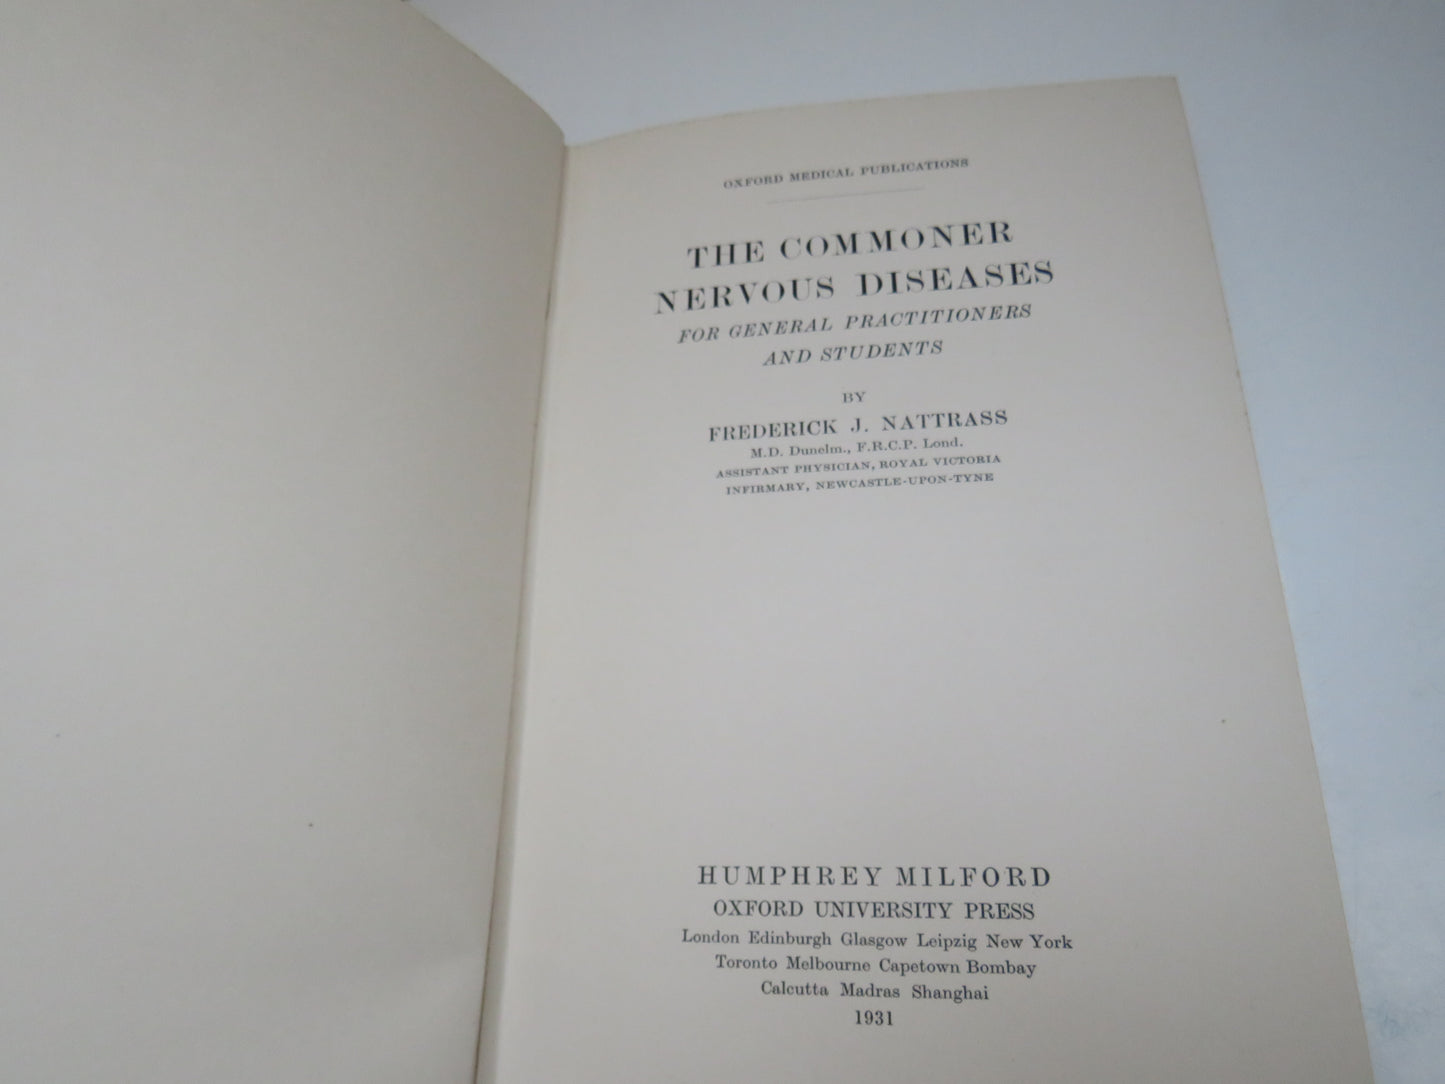 OXFORD MEDICAL PUBLICATIONS
THE COMMONER
NERVOUS DISEASES
FOR GENERAL PRACTITIONERS
AND STUDENTS
BY
FREDERICK J. NATTRASS
M.D. Dunelm., F.R.C.P. Lond.
ASSISTANT PHYSICIAN, ROYAL VICTORIA
INFIRMARY, NEWCASTLE-UPON-TYNE
HUMPHREY MILFORD
OXFORD UNIVERSITY PRESS
London Edinburgh Glasgow Leipzig New York
Toronto Melbourne Capetown Bombay
Calcutta Madras Shanghai
1931